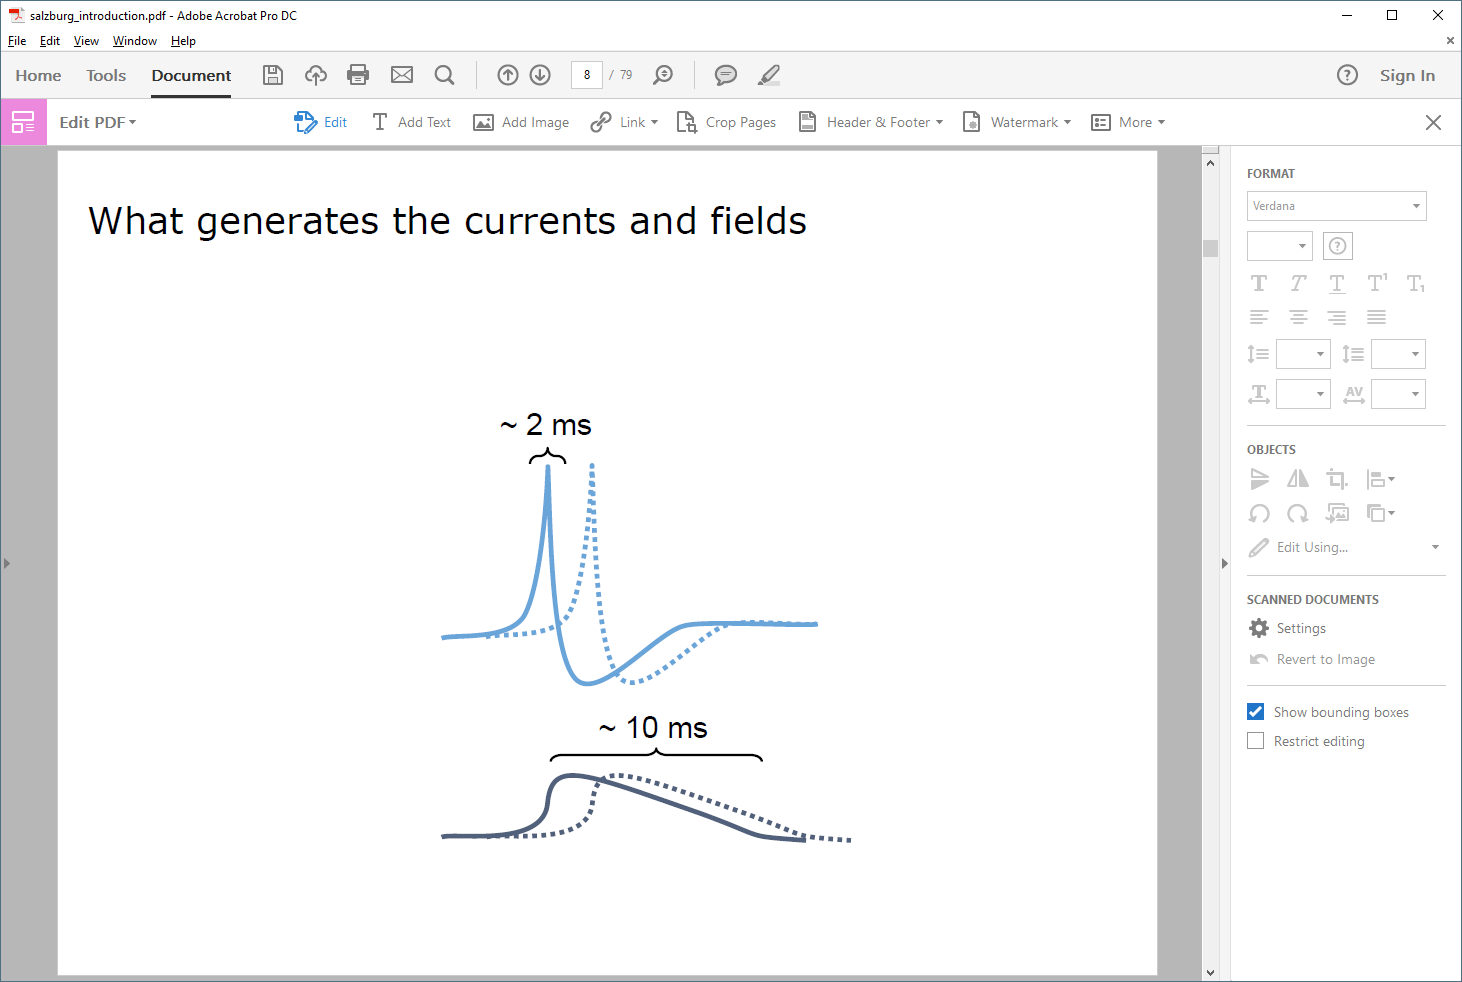 salzburg_introduction.pdf - Adobe Acrobat Pro DC
File Edit View Window Help
Home Tools Document 8 / 79 Sign In
Edit PDF Edit Add Text Add Image Link Crop Pages Header & Footer Watermark More
What generates the currents and fields
~ 2 ms
~ 10 ms
FORMAT
Verdana
OBJECTS
Edit Using...
SCANNED DOCUMENTS
Settings
Revert to Image
Show bounding boxes
Restrict editing